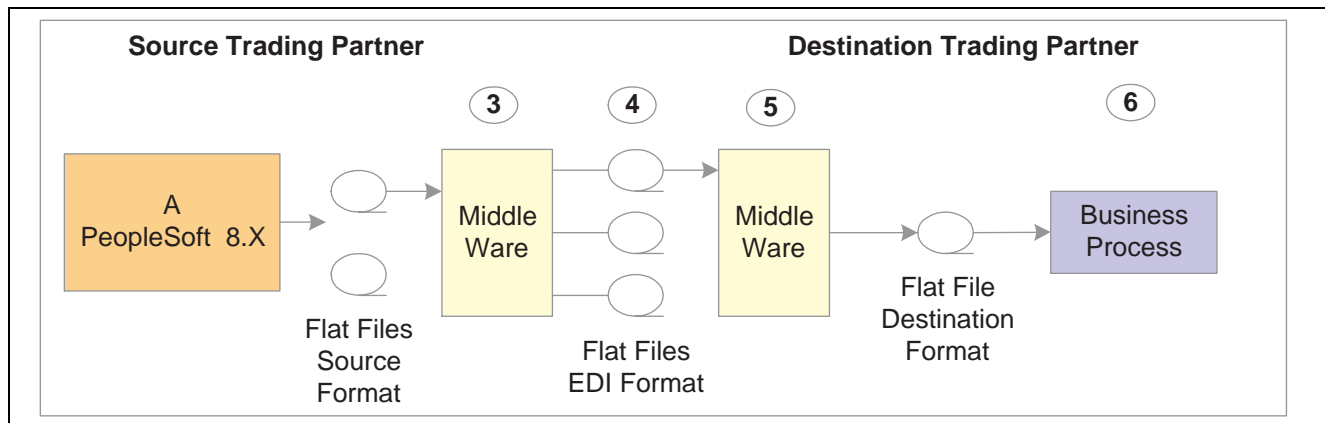 Source Trading Partner
Destination Trading Partner
3
4
5
6
A
PeopleSoft 8.X
Middle
Ware
Middle
Ware
Business
Process
Flat Files
Source
Format
Flat Files
EDI Format
Flat File
Destination
Format